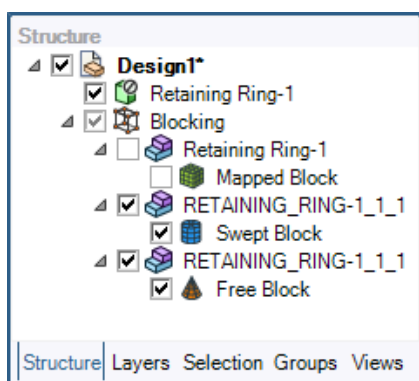 Structure
Design1*
Retaining Ring-1
Blocking
Retaining Ring-1
Mapped Block
RETAINING_RING-1_1_1
Swept Block
RETAINING_RING-1_1_1
Free Block
Structure Layers Selection Groups Views